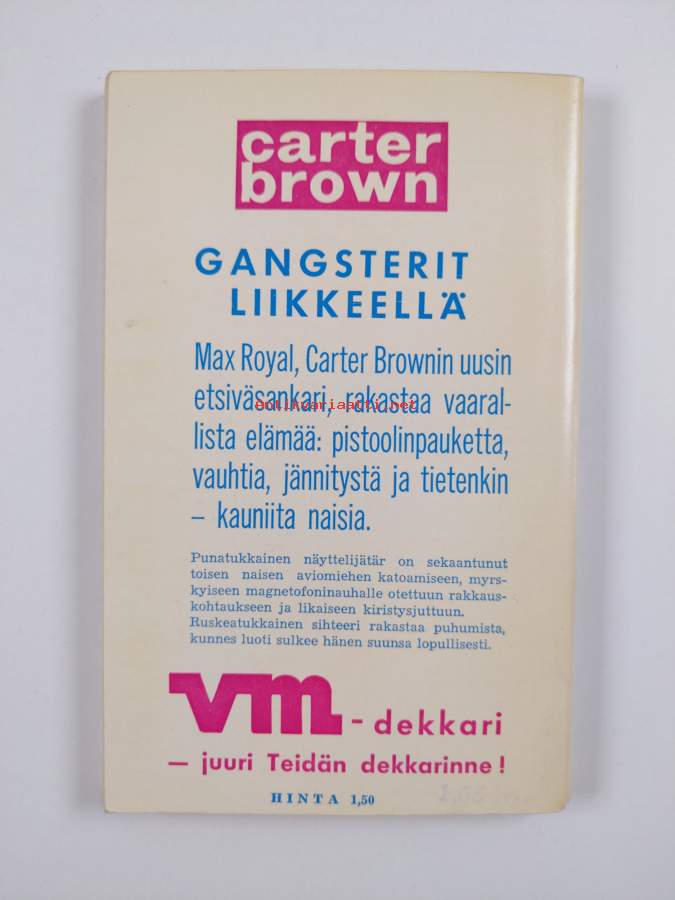 carter
brown
GANGSTERIT
LIIKKEELLÄ
Max Royal, Carter Brownin uusin
etsiväsankari, rakastaa vaaral-
antikvariaatti.net
lista elämää: pistoolinpauketta,
vauhtia, jännitystä ja tietenkin
– kauniita naisia.
Punatukkainen näyttelijätär on sekaantunut
toisen naisen aviomiehen katoamiseen, myrs-
kyiseen magnetofoninauhalle otettuun rakkaus-
kohtaukseen ja likaiseen kiristysjuttuun.
Ruskeatukkainen sihteeri rakastaa puhumista,
kunnes luoti sulkee hänen suunsa lopullisesti.
vm - dekkari
— juuri Teidän dekkarinne!
HINTA 1,50